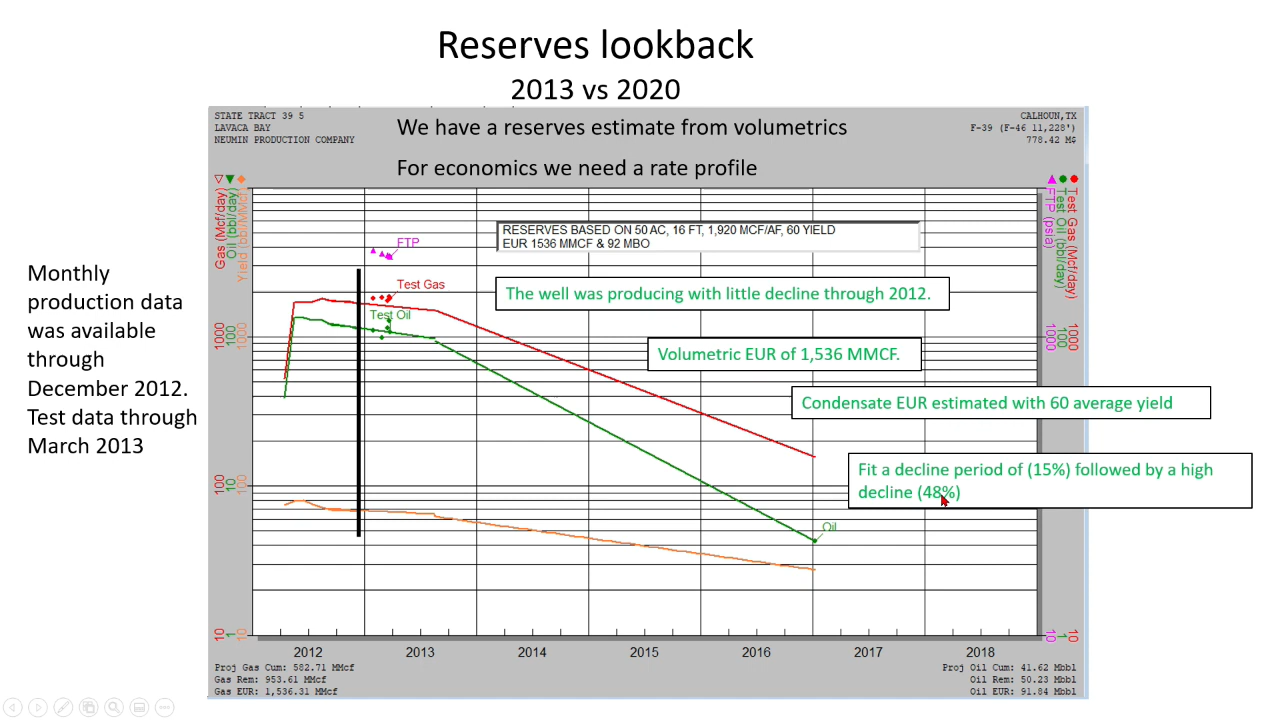 Reserves lookback
2013 vs 2020
STATE TRACT 39 5
LAVACA BAY
NEUMIN PRODUCTION COMPANY
We have a reserves estimate from volumetrics
For economics we need a rate profile
CALHOUN,TX
F-39 (F-46 11,228')
778.42 M$
Gas (Mcf/day)
Oil (bbl/day)
Yield (bbl/MMcf)
FTP (psia)
Test Oil (bbl/day)
Test Gas (Mcf/day)
RESERVES BASED ON 50 AC, 16 FT, 1,920 MCF/AF, 60 YIELD
EUR 1536 MMCF & 92 MBO
FTP
Test Gas
Test Oil
The well was producing with little decline through 2012.
Volumetric EUR of 1,536 MMCF.
Condensate EUR estimated with 60 average yield
Fit a decline period of (15%) followed by a high
decline (48%)
Oil
Monthly
production data
was available
through
December 2012.
Test data through
March 2013
1000 100 1000
1000 100 1000
100 10 100
10 1 10
10 1 10
2012 2013 2014 2015 2016 2017 2018
Proj Gas Cum: 582.71 MMcf
Gas Rem: 953.61 MMcf
Gas EUR: 1,536.31 MMcf
Proj Oil Cum: 41.62 Mbbl
Oil Rem: 50.23 Mbbl
Oil EUR: 91.84 Mbbl